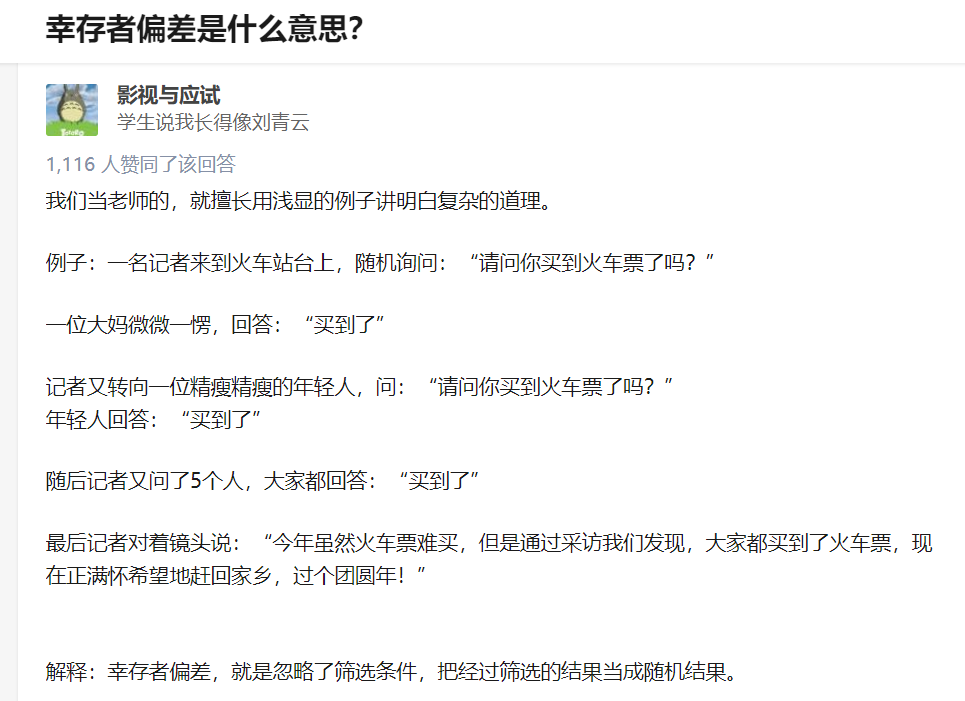 幸存者偏差是什么意思？
影视与应试
学生说我长得像刘青云
1,116 人赞同了该回答
我们当老师的，就擅长用浅显的例子讲明白复杂的道理。
例子：一名记者来到火车站台上，随机询问：“请问你买到火车票了吗？”
一位大妈微微一愣，回答：“买到了”
记者又转向一位精瘦精瘦的年轻人，问：“请问你买到火车票了吗？”
年轻人回答：“买到了”
随后记者又问了5个人，大家都回答：“买到了”
最后记者对着镜头说：“今年虽然火车票难买，但是通过采访我们发现，大家都买到了火车票，现
在正满怀希望地赶回家乡，过个团圆年！”
解释：幸存者偏差，就是忽略了筛选条件，把经过筛选的结果当成随机结果。